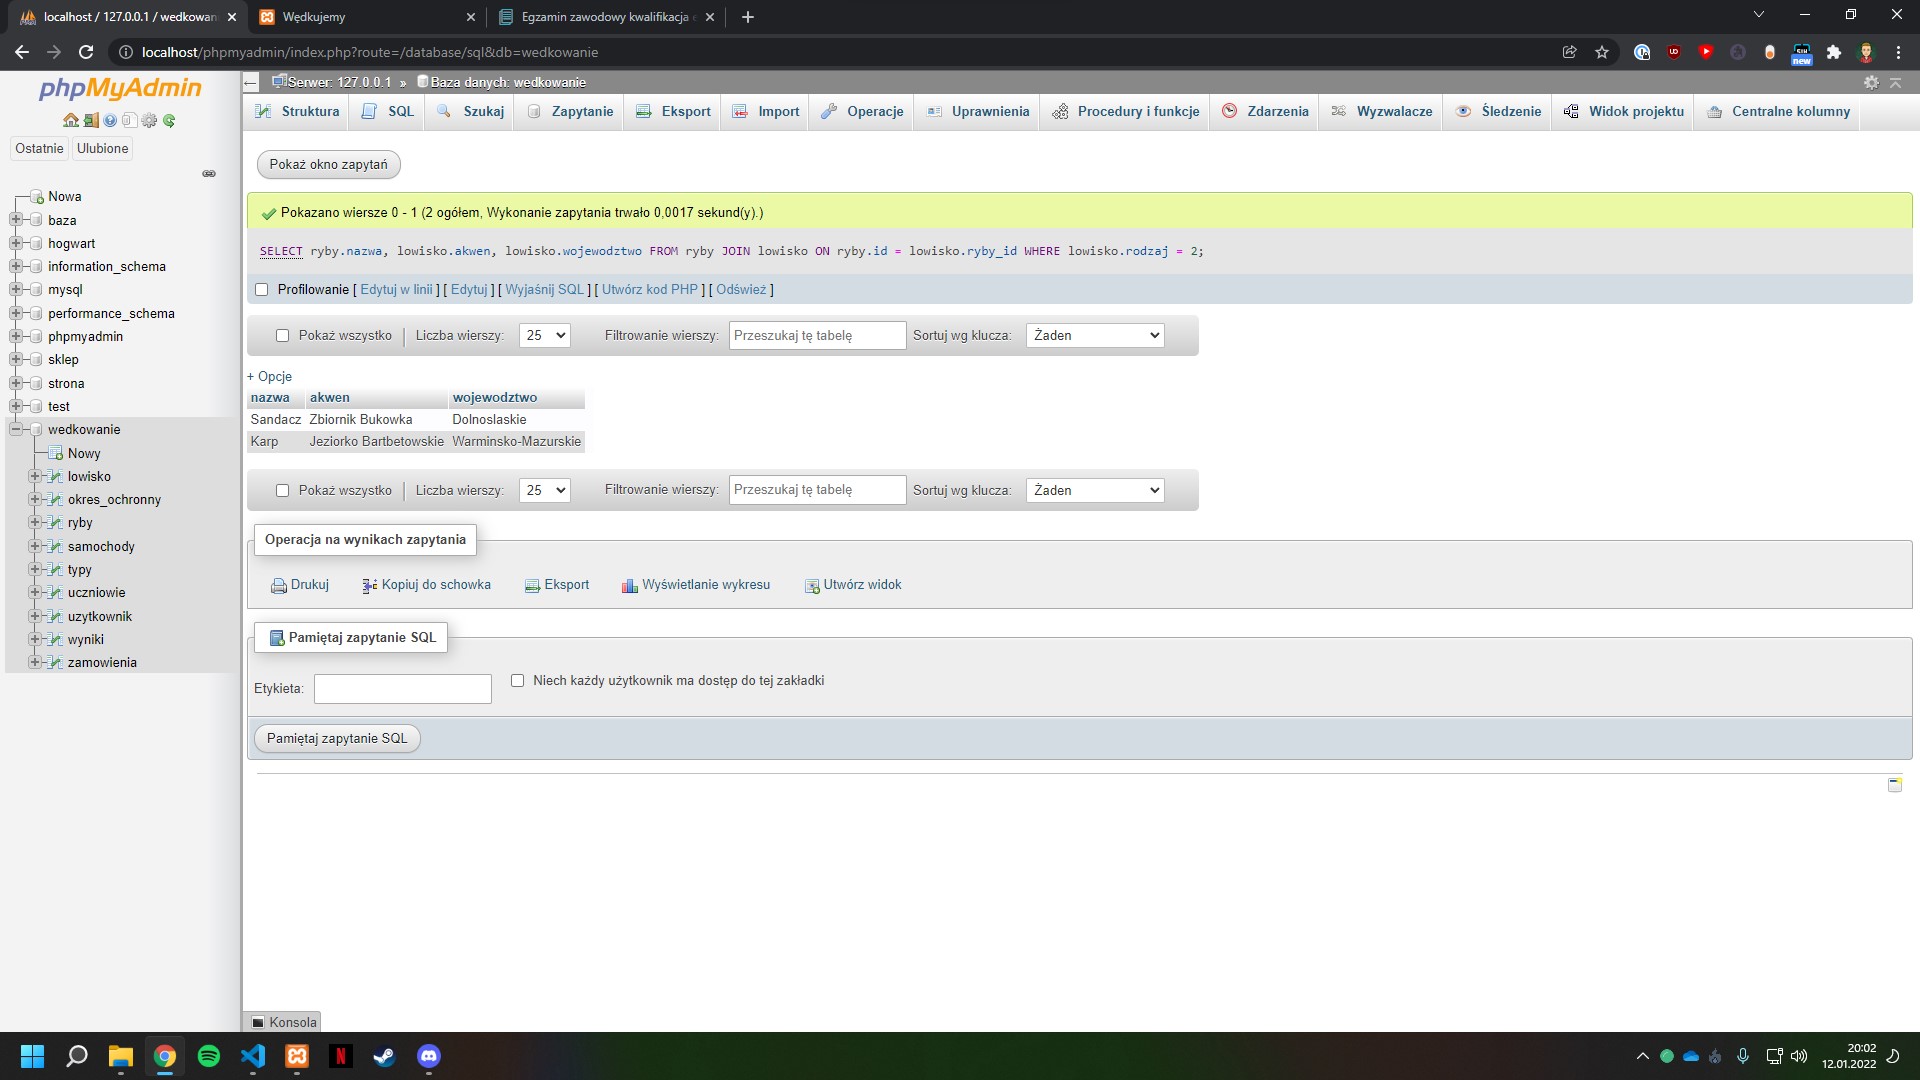 localhost / 127.0.0.1 / wedkowani
Wędkujemy
Egzamin zawodowy kwalifikacja e
localhost/phpmyadmin/index.php?route=/database/sql&db=wedkowanie
new
phpMyAdmin
Ostatnie
Ulubione
Nowa
baza
hogwart
information_schema
mysql
performance_schema
phpmyadmin
sklep
strona
test
wedkowanie
Nowy
lowisko
okres_ochronny
ryby
samochody
typy
uczniowie
uzytkownik
wyniki
zamowienia
Serwer: 127.0.0.1 » Baza danych: wedkowanie
Struktura SQL Szukaj Zapytanie Eksport Import Operacje Uprawnienia Procedury i funkcje Zdarzenia Wyzwalacze Śledzenie Widok projektu Centralne kolumny
Pokaż okno zapytań
Pokazano wiersze 0 - 1 (2 ogółem, Wykonanie zapytania trwało 0,0017 sekund(y).)
SELECT ryby.nazwa, lowisko.akwen, lowisko.wojewodztwo FROM ryby JOIN lowisko ON ryby.id = lowisko.ryby_id WHERE lowisko.rodzaj = 2;
Profilowanie [ Edytuj w linii ] [ Edytuj ] [ Wyjaśnij SQL ] [ Utwórz kod PHP ] [ Odśwież ]
Pokaż wszystko Liczba wierszy: 25 Filtrowanie wierszy: Przeszukaj tę tabelę Sortuj wg klucza: Żaden
+ Opcje
nazwa akwen wojewodztwo
Sandacz Zbiornik Bukowka Dolnoslaskie
Karp Jeziorko Bartbetowskie Warminsko-Mazurskie
Pokaż wszystko Liczba wierszy: 25 Filtrowanie wierszy: Przeszukaj tę tabelę Sortuj wg klucza: Żaden
Operacja na wynikach zapytania
Drukuj Kopiuj do schowka Eksport Wyświetlanie wykresu Utwórz widok
Pamiętaj zapytanie SQL
Etykieta: Niech każdy użytkownik ma dostęp do tej zakładki
Pamiętaj zapytanie SQL
Konsola
20:02
12.01.2022